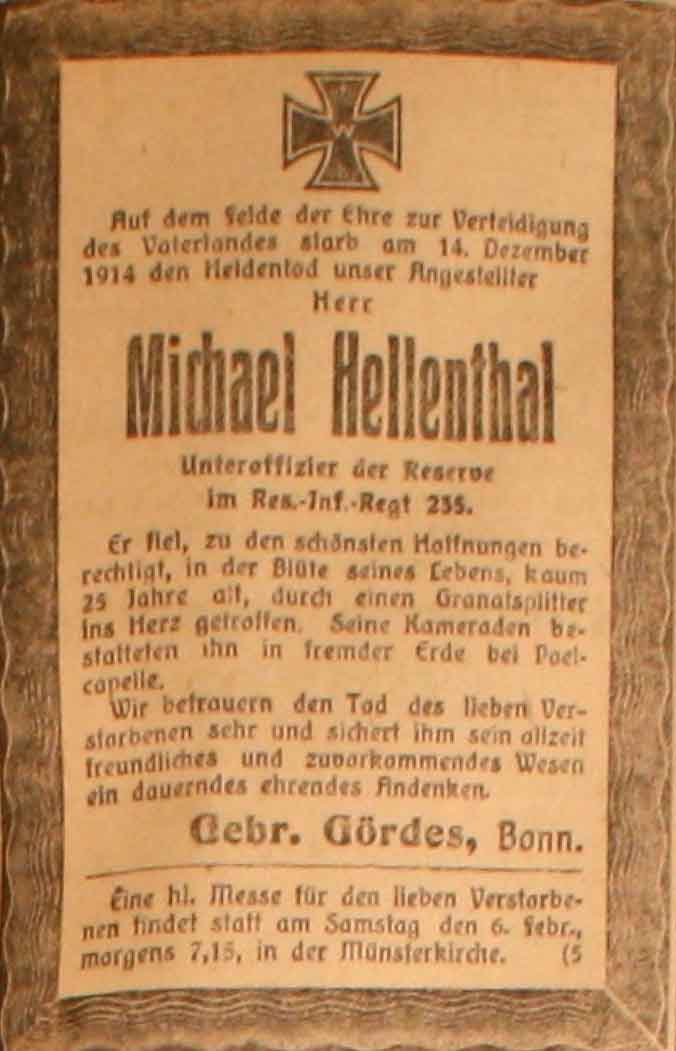 W
Auf dem Felde der Ehre zur Verteidigung
des Vaterlandes starb am 14. Dezember
1914 den Heldentod unser Angestellter
Herr
Michael Hellenthal
Unteroffizier der Reserve
im Res.-Inf.-Regt 235.
Er fiel, zu den schönsten Hoffnungen be-
rechtigt, in der Blüte seines Lebens, kaum
25 Jahre alt, durch einen Granatsplitter
ins Herz getroffen. Seine Kameraden be-
statteten ihn in fremder Erde bei Poel-
capelle.
Wir betrauern den Tod des lieben Ver-
storbenen sehr und sichert ihm sein allzeit
freundliches und zuvorkommendes Wesen
ein dauerndes ehrendes Andenken.
Gebr. Gördes, Bonn.
Eine hl. Messe für den lieben Verstorbe-
nen findet statt am Samstag den 6. Febr.,
morgens 7,15, in der Münsterkirche. (5